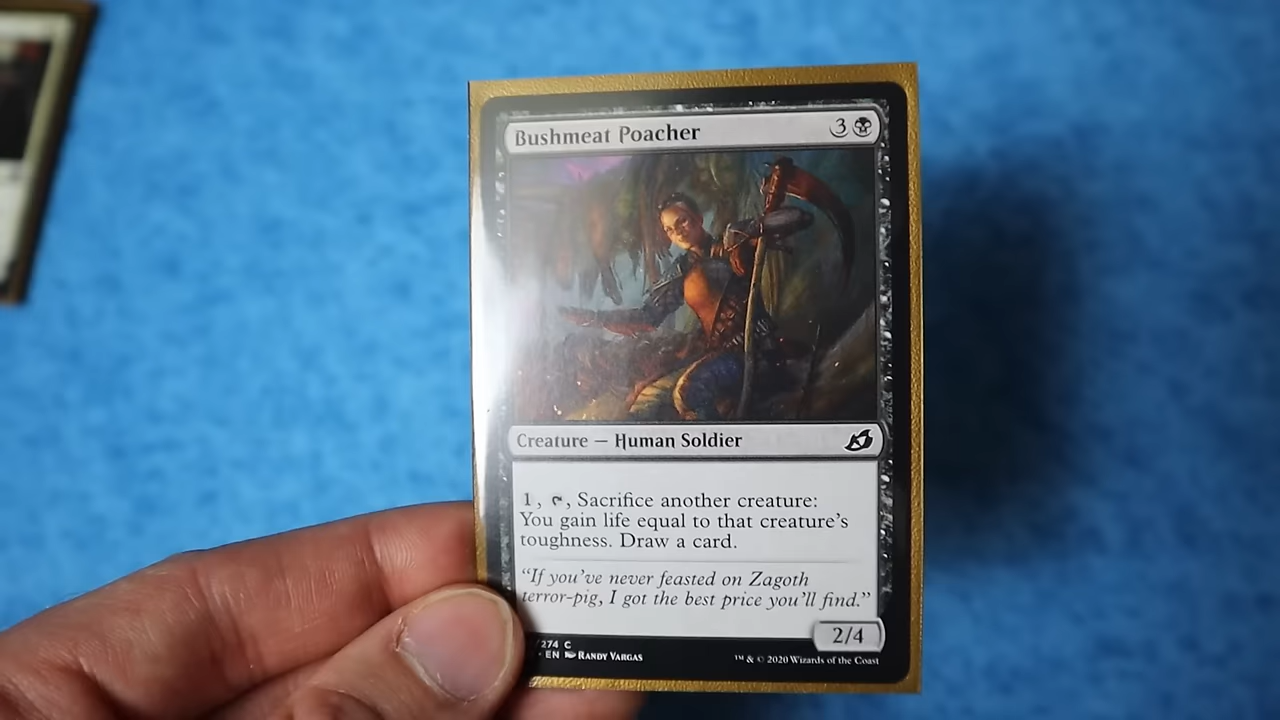 Bushmeat Poacher 3
Creature — Human Soldier
1, Sacrifice another creature:
You gain life equal to that creature's
toughness. Draw a card.
“If you've never feasted on Zagoth
terror-pig, I got the best price you'll find.”
2/4
/274 C
• EN RANDY VARGAS
™ & © 2020 Wizards of the Coast